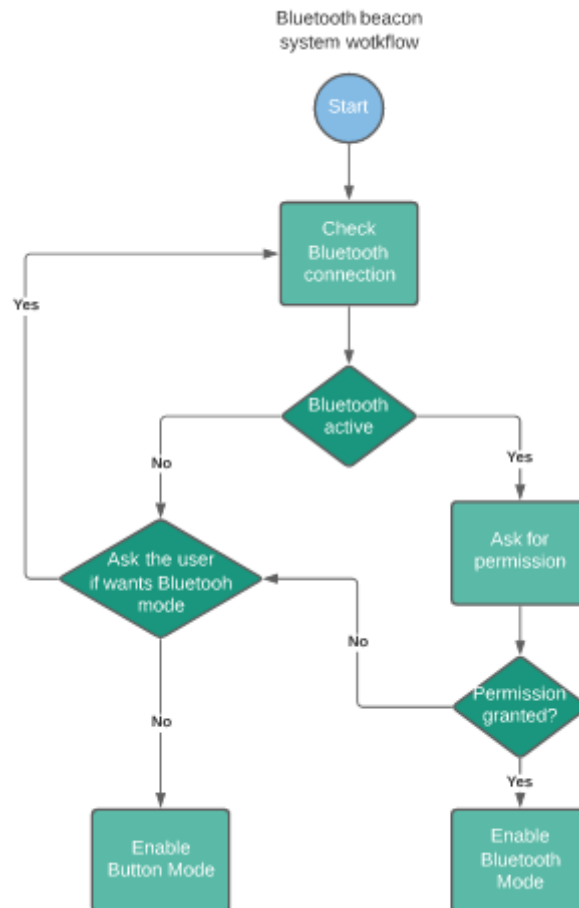 Bluetooth beacon
system wotkflow
Start
Check
Bluetooth
connection
Yes
Bluetooth
active
No
Yes
Ask the user
if wants Bluetooh
mode
Ask for
permission
No
Permission
granted?
No
Yes
Enable
Button Mode
Enable
Bluetooth
Mode